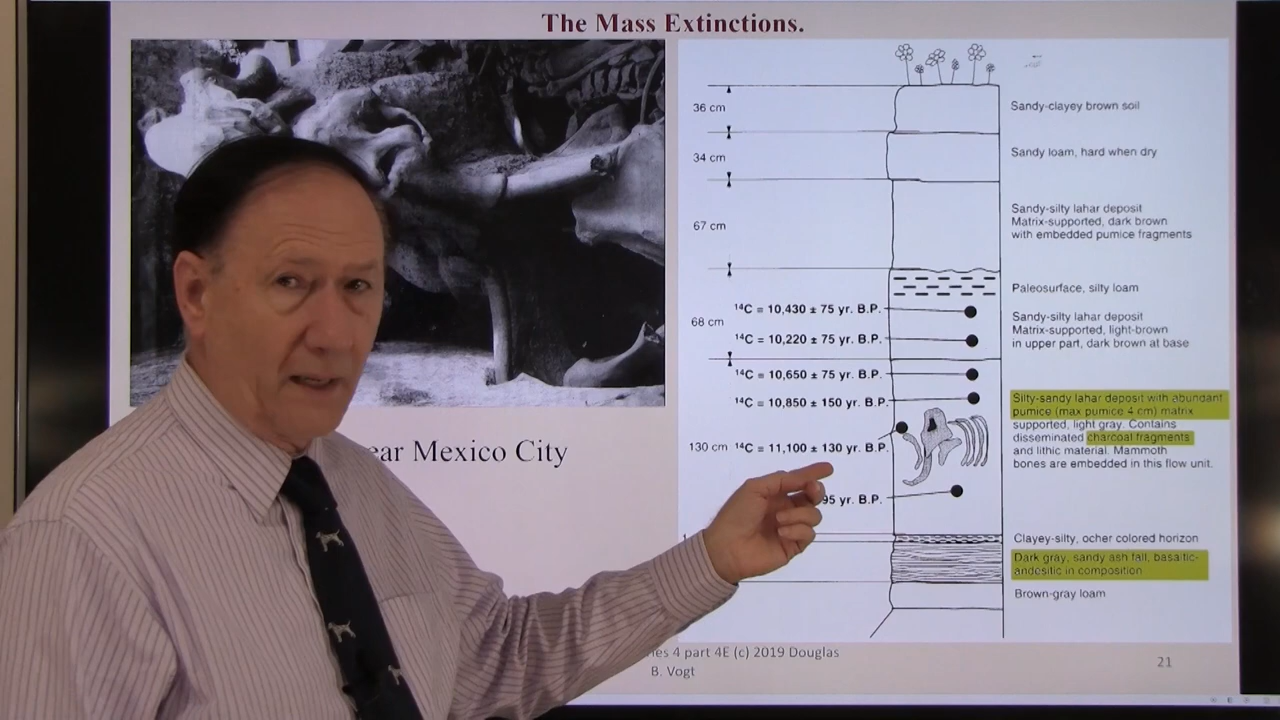 The Mass Extinctions.
36 cm
Sandy-clayey brown soil
34 cm
Sandy loam, hard when dry
67 cm
Sandy-silty lahar deposit
Matrix-supported, dark brown
with embedded pumice fragments
Paleosurface, silty loam
68 cm
¹⁴C = 10,430 ± 75 yr. B.P.
¹⁴C = 10,220 ± 75 yr. B.P.
Sandy-silty lahar deposit
Matrix-supported, light-brown
in upper part, dark brown at base
¹⁴C = 10,650 ± 75 yr. B.P.
¹⁴C = 10,850 ± 150 yr. B.P.
130 cm ¹⁴C = 11,100 ± 130 yr. B.P.
95 yr. B.P.
Silty-sandy lahar deposit with abundant
pumice (max pumice 4 cm) matrix
supported, light gray. Contains
disseminated charcoal fragments
and lithic material. Mammoth
bones are embedded in this flow unit.
Clayey-silty, ocher colored horizon
Dark gray, sandy ash fall, basaltic-
andesitic in composition
Brown-gray loam
Mexico City
4 part 4E (c) 2019 Douglas
B. Vogt
21